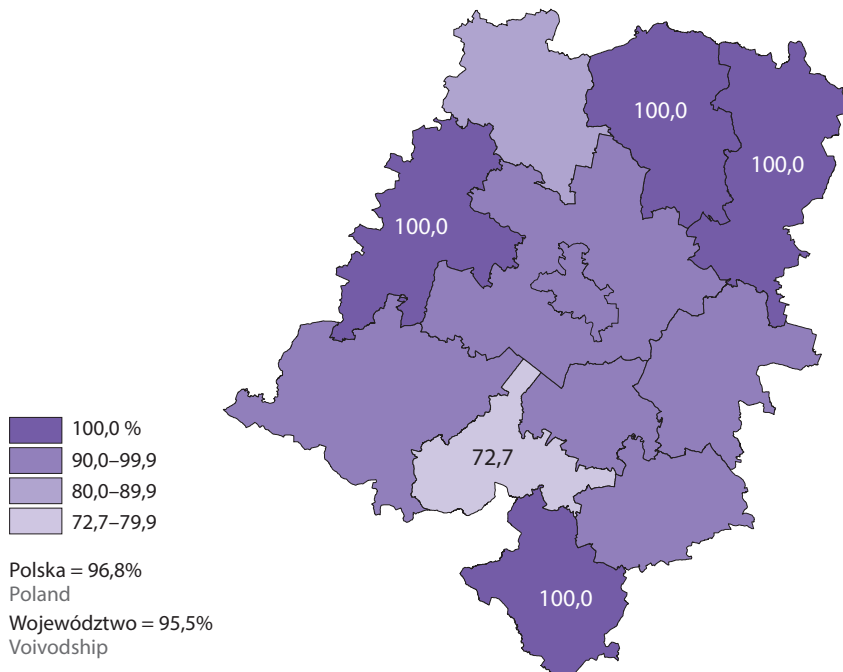 100,0
100,0
100,0
72,7
100,0
100,0 %
90,0–99,9
80,0–89,9
72,7–79,9
Polska = 96,8%
Poland
Województwo = 95,5%
Voivodship